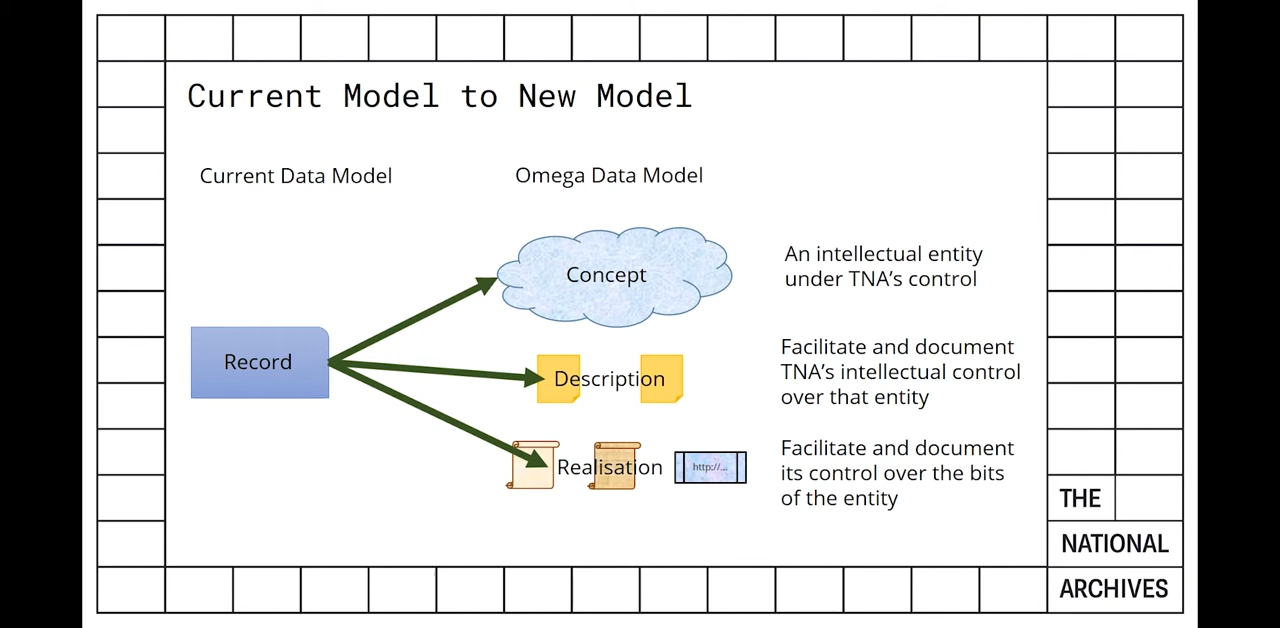 Current Model to New Model
Current Data Model
Omega Data Model
Concept
An intellectual entity
under TNA's control
Record
Description
Facilitate and document
TNA's intellectual control
over that entity
Realisation
http://...
Facilitate and document
its control over the bits
of the entity
THE
NATIONAL
ARCHIVES